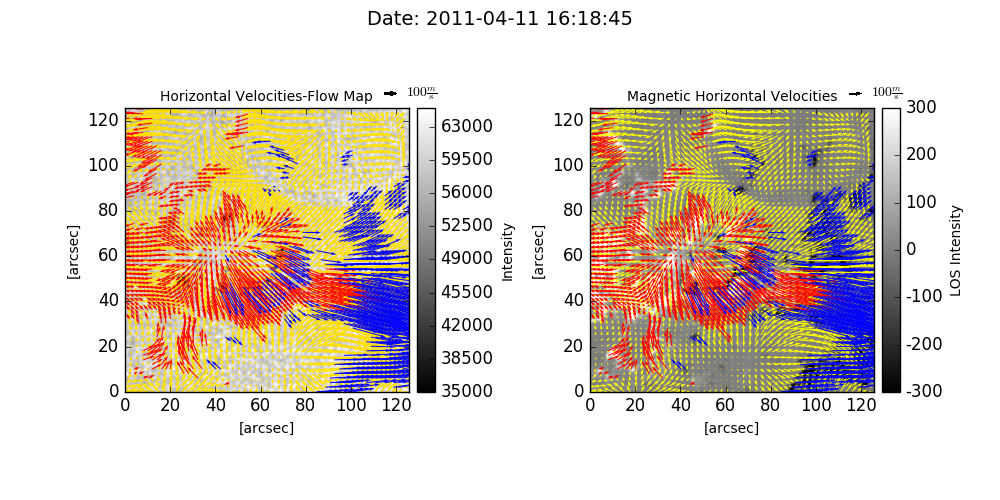 Date: 2011-04-11 16:18:45
Horizontal Velocities-Flow Map
100 m/s
Magnetic Horizontal Velocities
100 m/s
120
100
80
60
40
20
0
[arcsec]
0 20 40 60 80 100 120
[arcsec]
63000
59500
56000
52500
49000
45500
42000
38500
35000
Intensity
120
100
80
60
40
20
0
[arcsec]
0 20 40 60 80 100 120
[arcsec]
300
200
100
0
-100
-200
-300
LOS Intensity